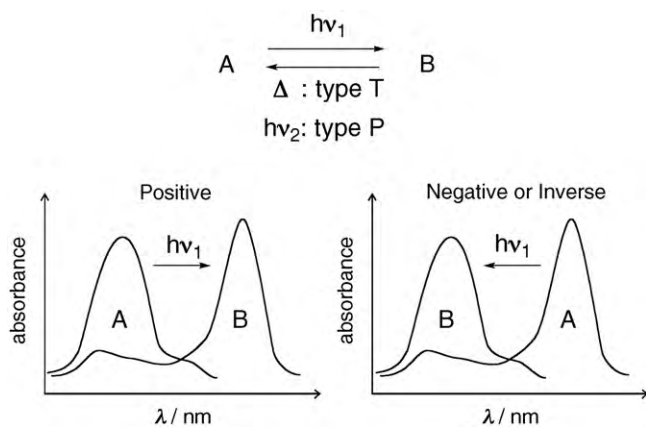 hν₁
A B
Δ : type T
hν₂: type P
Positive
hν₁
A B
absorbance
λ / nm
Negative or Inverse
hν₁
B A
absorbance
λ / nm